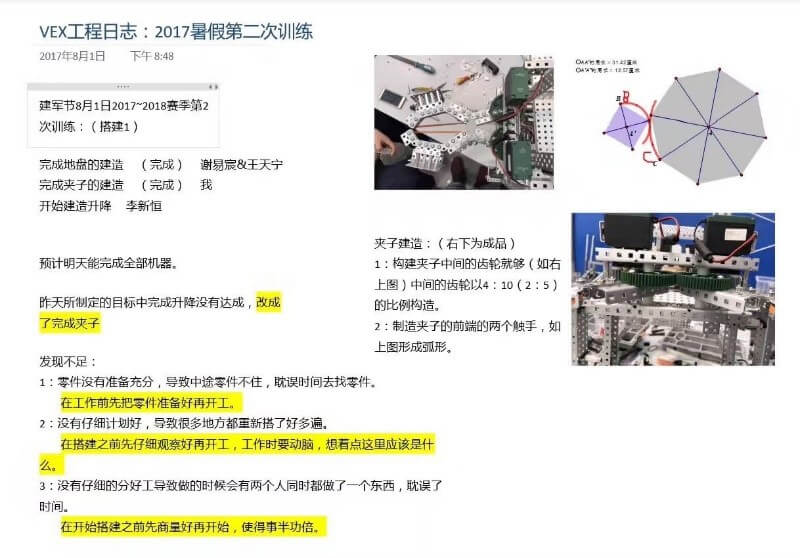 VEX工程日志：2017暑假第二次训练
2017年8月1日 下午 8:48
建军节8月1日2017~2018赛季第2
次训练：（搭建1）
完成地盘的建造 （完成） 谢易宸&王天宁
完成夹子的建造 （完成） 我
开始建造升降 李新恒
预计明天能完成全部机器。
昨天所制定的目标中完成升降没有达成，改成
了完成夹子
发现不足：
1：零件没有准备充分，导致中途零件不住，耽误时间去找零件。
在工作前先把零件准备好再开工。
2：没有仔细计划好，导致很多地方都重新搭了好多遍。
在搭建之前先仔细观察好再开工，工作时要动脑，想着点这里应该是什
么。
3：没有仔细的分好工导致做的时候会有两个人同时都做了一个东西，耽误了
时间。
在开始搭建之前先商量好再开始，使得事半功倍。
夹子建造：（右下为成品）
1：构建夹子中间的齿轮就够（如右
上图）中间的齿轮以4：10（2：5）
的比例构造。
2：制造夹子的前端的两个触手，如
上图形成弧形。
B
C